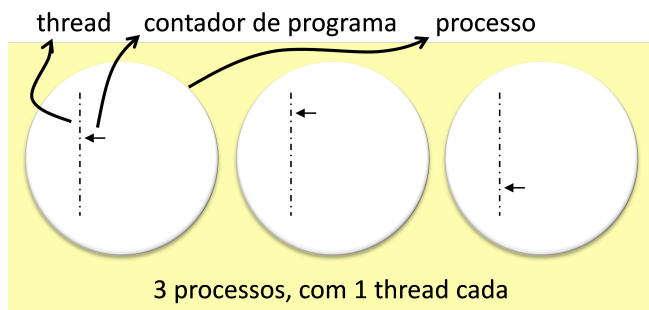 thread contador de programa processo
3 processos, com 1 thread cada